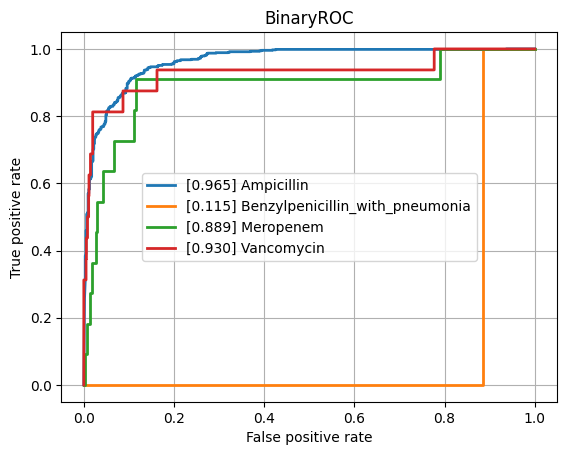 BinaryROC
True positive rate
1.0
0.8
0.6
0.4
0.2
0.0
[0.965] Ampicillin
[0.115] Benzylpenicillin_with_pneumonia
[0.889] Meropenem
[0.930] Vancomycin
0.0 0.2 0.4 0.6 0.8 1.0
False positive rate